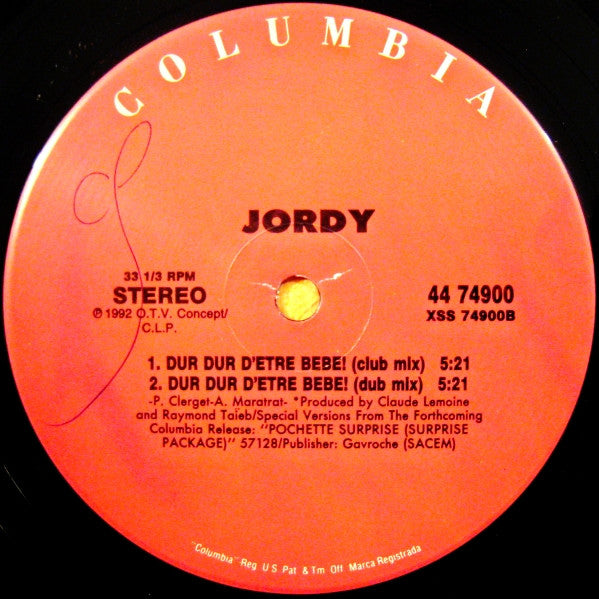 COLUMBIA
JORDY
33 1/3 RPM
STEREO
℗ 1992 O.T.V. Concept/
C.L.P.
44 74900
XSS 74900B
1. DUR DUR D'ETRE BEBE! (club mix) 5:21
2. DUR DUR D'ETRE BEBE! (dub mix) 5:21
-P. Clerget-A. Maratrat- *Produced by Claude Lemoine
and Raymond Taïeb/Special Versions From The Forthcoming
Columbia Release: "POCHETTE SURPRISE (SURPRISE
PACKAGE)" 57128/Publisher: Gavroche (SACEM)
"Columbia" Reg U S Pat & Tm Off Marca Registrada